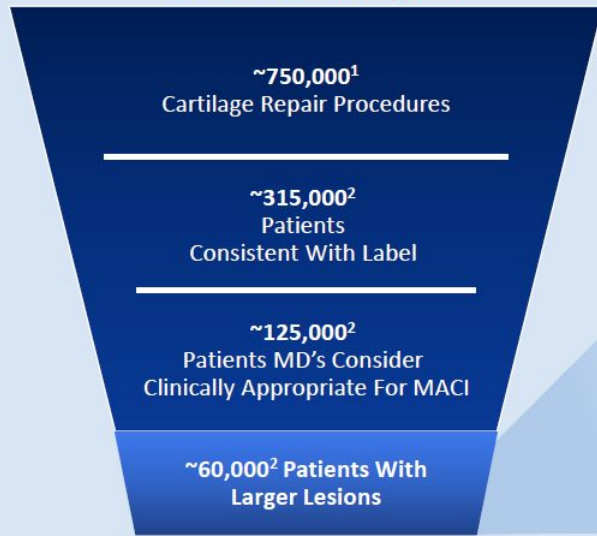 ~750,000¹
Cartilage Repair Procedures
~315,000²
Patients
Consistent With Label
~125,000²
Patients MD’s Consider
Clinically Appropriate For MACI
~60,000² Patients With
Larger Lesions